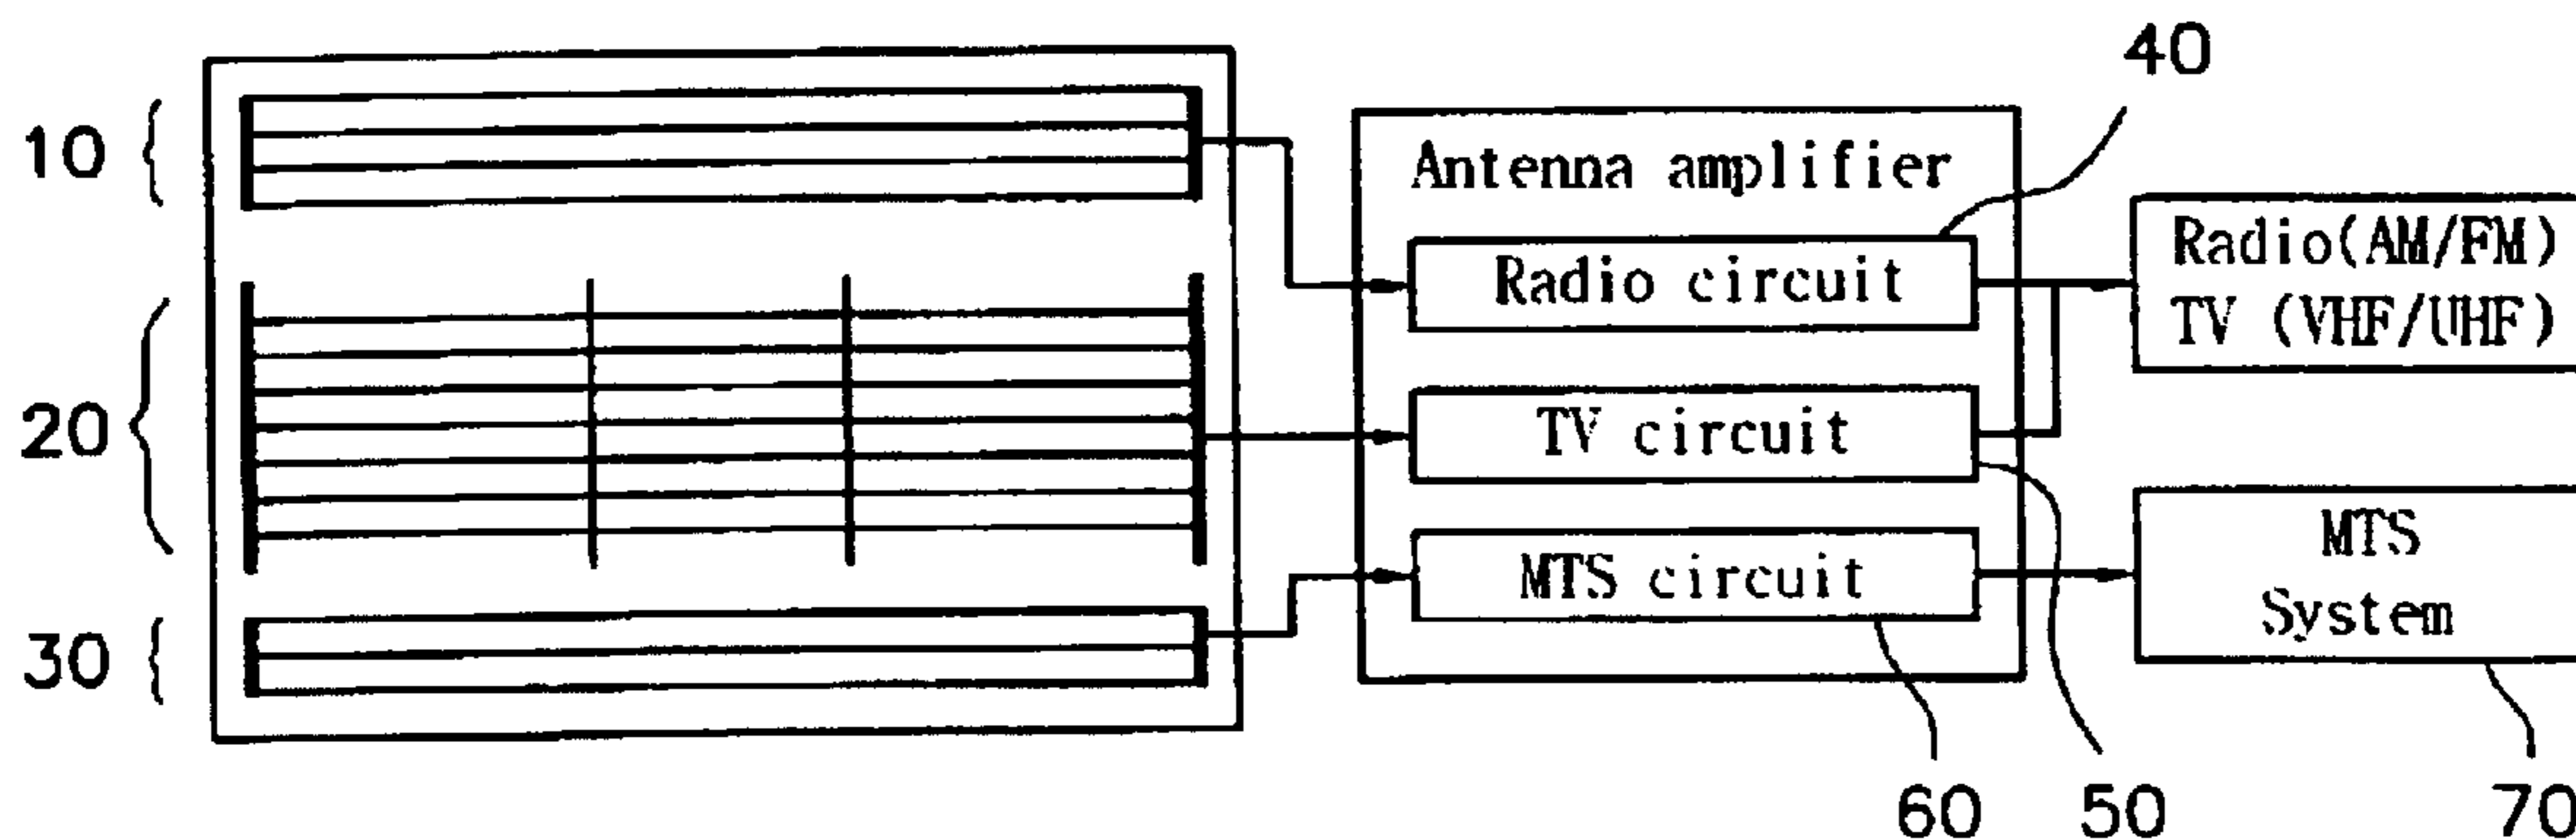 40
10
Antenna amplifier
Radio circuit
Radio(AM/FM)
TV (VHF/UHF)
20
TV circuit
MTS circuit
MTS
System
30
60
50
70